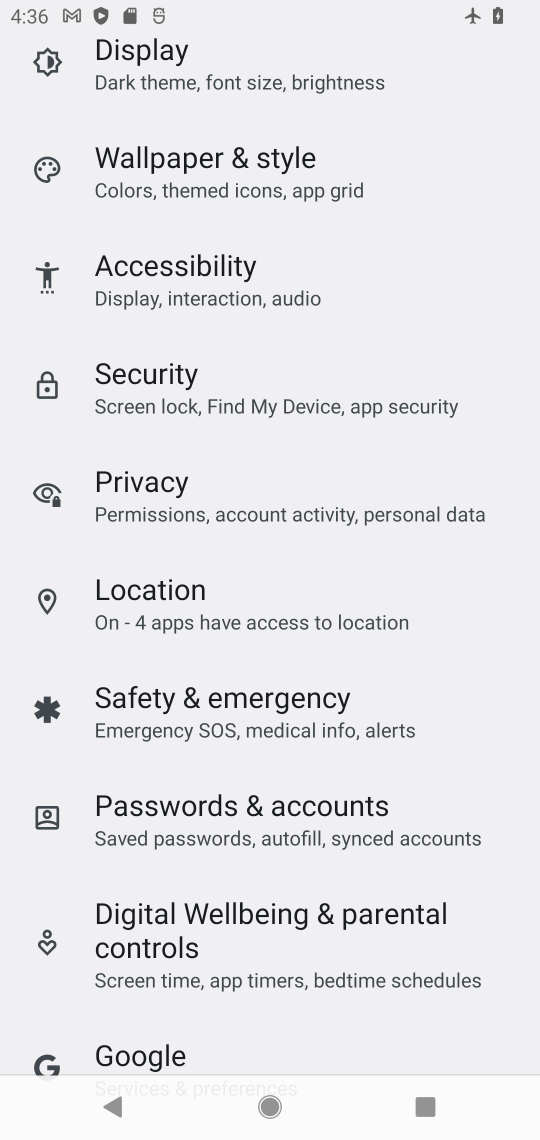 4:36
Display
Dark theme, font size, brightness
Wallpaper & style
Colors, themed icons, app grid
Accessibility
Display, interaction, audio
Security
Screen lock, Find My Device, app security
Privacy
Permissions, account activity, personal data
Location
On - 4 apps have access to location
Safety & emergency
Emergency SOS, medical info, alerts
Passwords & accounts
Saved passwords, autofill, synced accounts
Digital Wellbeing & parental
controls
Screen time, app timers, bedtime schedules
Google
Services & preferences